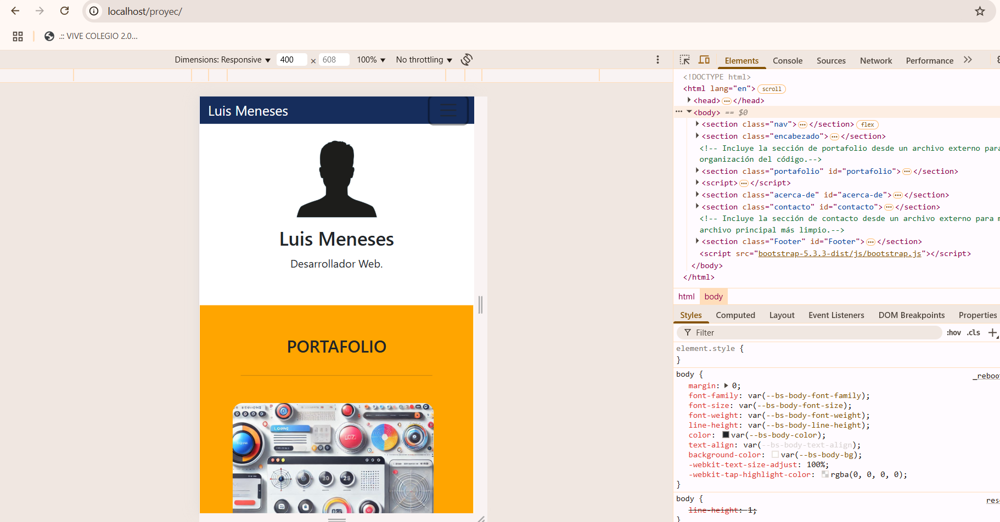 localhost/proyec/
.:: VIVE COLEGIO 2.0...
Dimensions: Responsive ▼ 400 × 608 100% ▼ No throttling ▼
Elements Console Sources Network Performance
Luis Meneses
Luis Meneses
Desarrollador Web.
PORTAFOLIO
<!DOCTYPE html>
<html lang="en"> scroll
<head> ••• </head>
••• <body> == $0
<section class="nav"> ••• </section> flex
<section class="encabezado"> ••• </section>
<!-- Incluye la sección de portafolio desde un archivo externo para
organización del código.-->
<section class="portafolio" id="portafolio"> ••• </section>
<script> ••• </script>
<section class="acerca-de" id="acerca-de"> ••• </section>
<section class="contacto" id="contacto"> ••• </section>
<!-- Incluye la sección de contacto desde un archivo externo para m
archivo principal más limpio.-->
<section class="Footer" id="Footer"> ••• </section>
<script src="bootstrap-5.3.3-dist/js/bootstrap.js"></script>
</body>
</html>
html body
Styles Computed Layout Event Listeners DOM Breakpoints Properties
Filter :hov .cls
element.style {
}
body { _reboo
margin: 0;
font-family: var(--bs-body-font-family);
font-size: var(--bs-body-font-size);
font-weight: var(--bs-body-font-weight);
line-height: var(--bs-body-line-height);
color: var(--bs-body-color);
text-align: var(--bs-body-text-align);
background-color: var(--bs-body-bg);
-webkit-text-size-adjust: 100%;
-webkit-tap-highlight-color: rgba(0, 0, 0, 0);
}
body { res
line-height: 1;
}